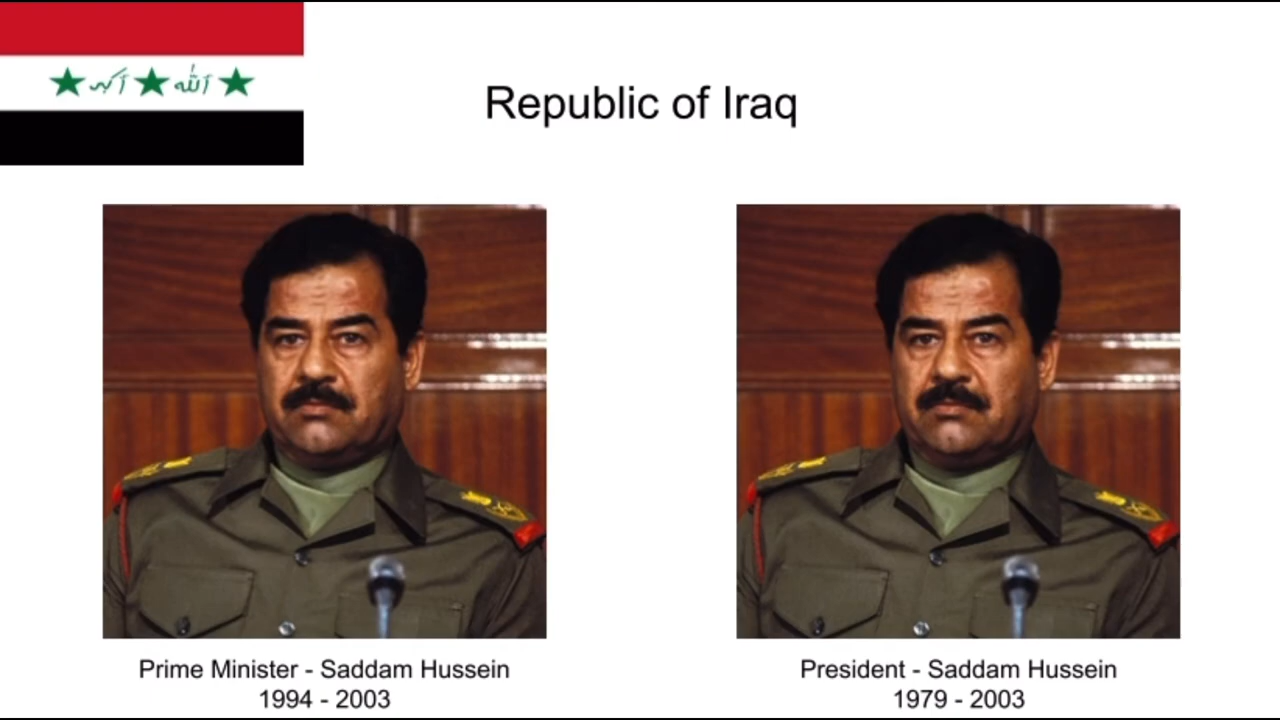 الله أكبر
Republic of Iraq
Prime Minister - Saddam Hussein
1994 - 2003
President - Saddam Hussein
1979 - 2003